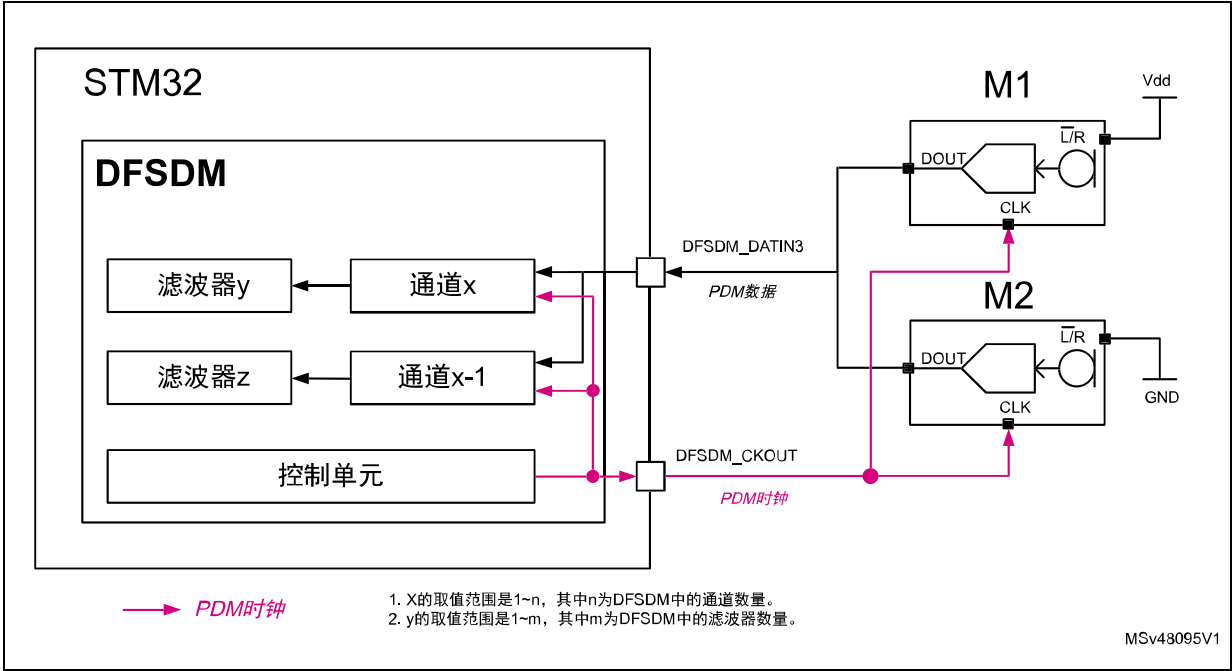 STM32
DFSDM
滤波器y
通道x
滤波器z
通道x-1
控制单元
DFSDM_DATIN3
PDM数据
DFSDM_CKOUT
PDM时钟
M1
Vdd
L/R
DOUT
CLK
M2
L/R
DOUT
CLK
GND
PDM时钟
1. X的取值范围是1~n，其中n为DFSDM中的通道数量。
2. y的取值范围是1~m，其中m为DFSDM中的滤波器数量。
MSv48095V1